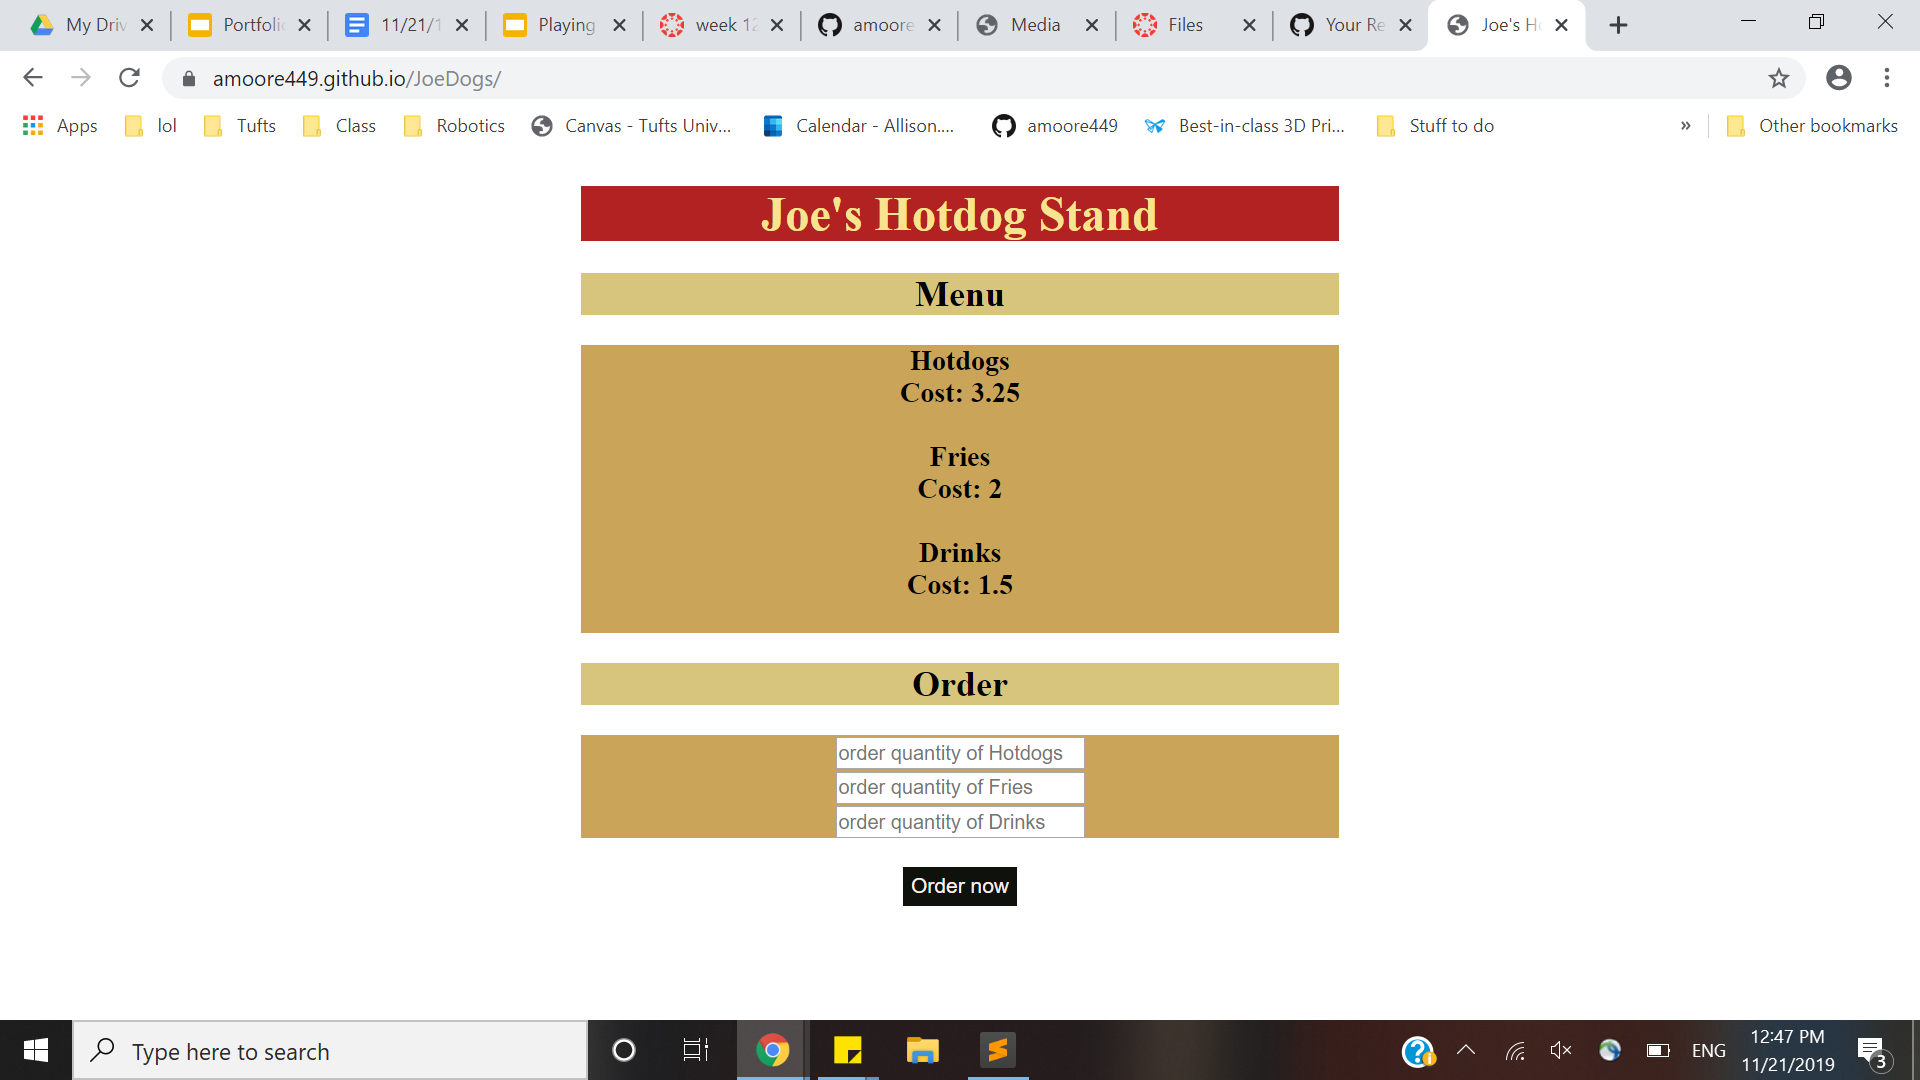 My Driv
Portfoli
11/21/1
Playing
week 12
amoore
Media
Files
Your Re
Joe's H
amoore449.github.io/JoeDogs/
Apps
lol
Tufts
Class
Robotics
Canvas - Tufts Univ...
Calendar - Allison....
amoore449
Best-in-class 3D Pri...
Stuff to do
»
Other bookmarks
Joe's Hotdog Stand
Menu
Hotdogs
Cost: 3.25
Fries
Cost: 2
Drinks
Cost: 1.5
Order
order quantity of Hotdogs
order quantity of Fries
order quantity of Drinks
Order now
Type here to search
ENG
12:47 PM
11/21/2019
3